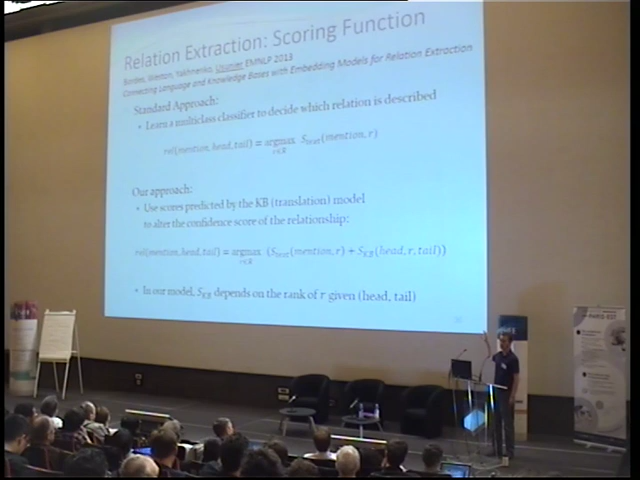 Relation Extraction: Scoring Function
Bordes, Weston, Yakhnenko, Usunier EMNLP 2013
Connecting Language and Knowledge Bases with Embedding Models for Relation Extraction
Standard Approach:
• Learn a multiclass classifier to decide which relation is described
rel(mention, head, tail) = argmax S_text(mention, r)
r∈R
Our approach:
• Use scores predicted by the KB (translation) model
to alter the confidence score of the relationship:
rel(mention, head, tail) = argmax (S_text(mention, r) + S_KB(head, r, tail))
r∈R
• In our model, S_KB depends on the rank of r given (head, tail)
PARIS-EST